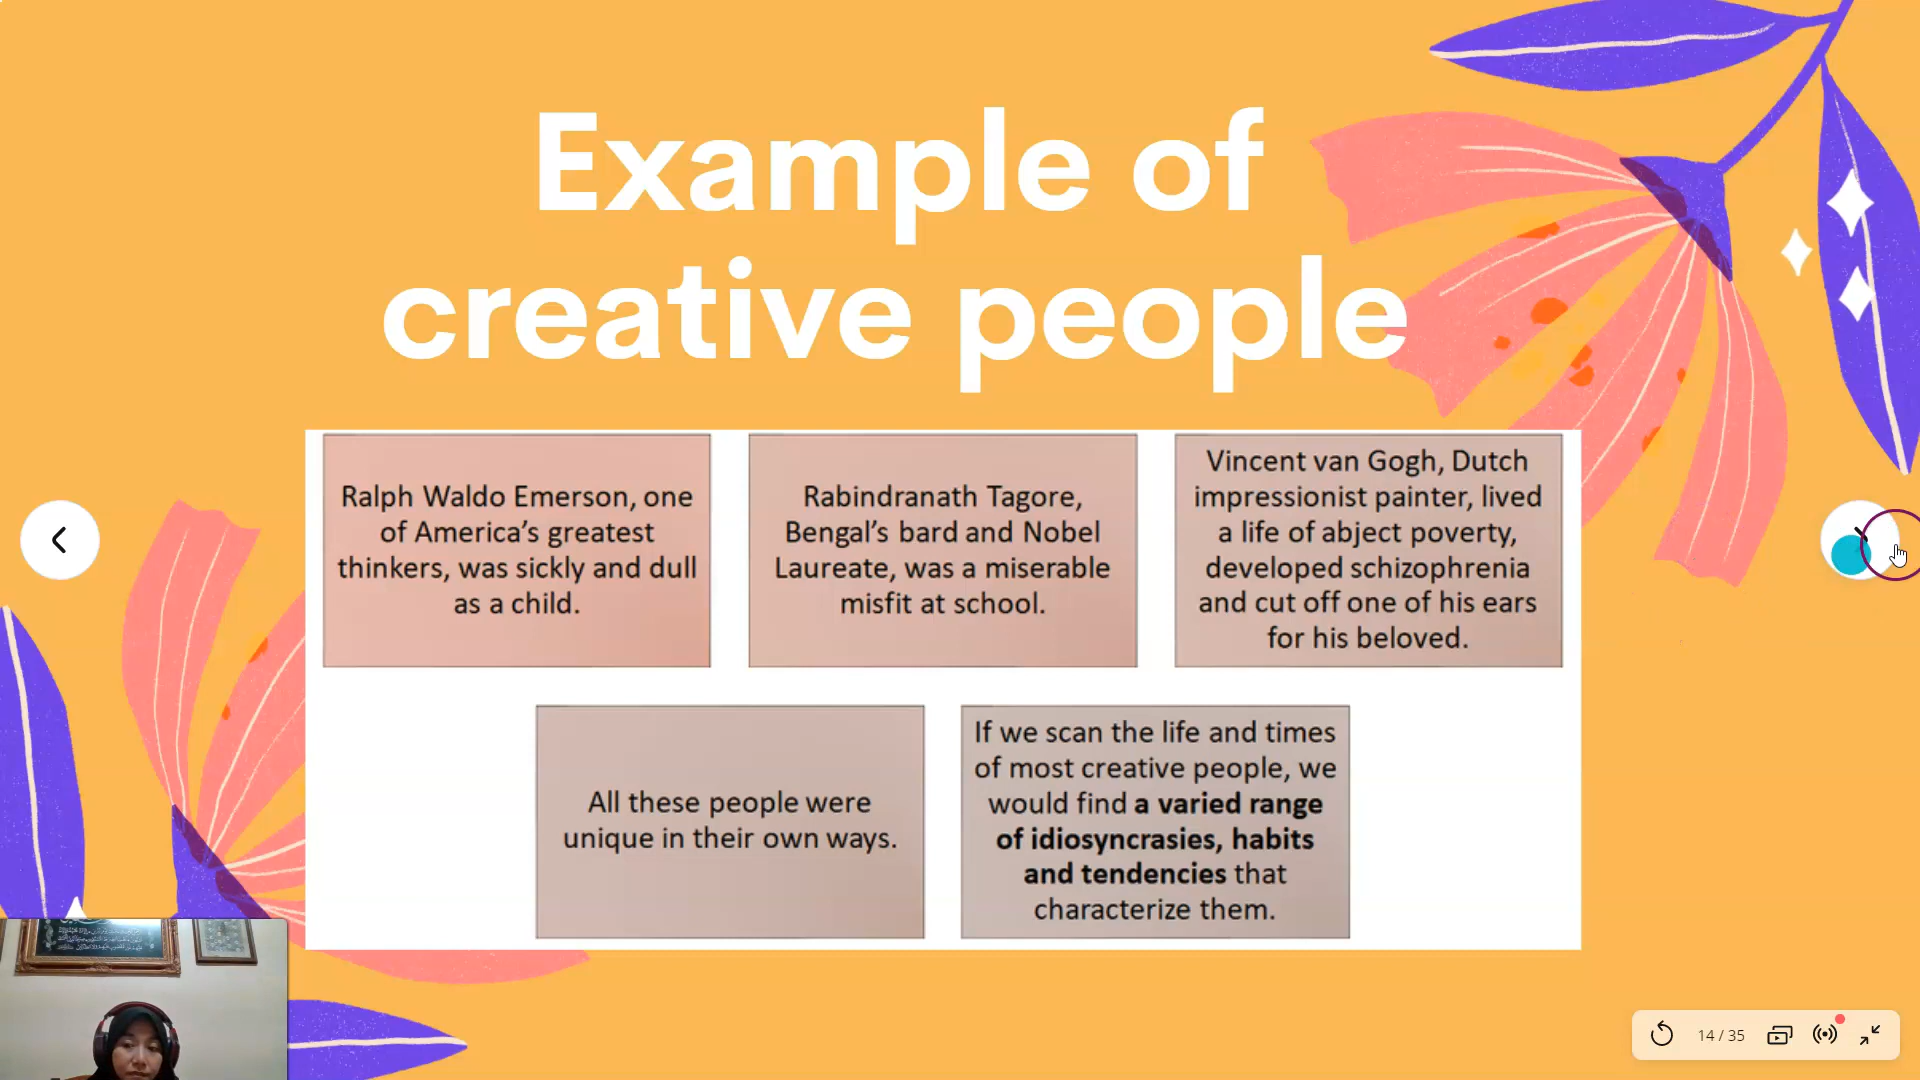 Example of
creative people
Ralph Waldo Emerson, one
of America’s greatest
thinkers, was sickly and dull
as a child.
Rabindranath Tagore,
Bengal’s bard and Nobel
Laureate, was a miserable
misfit at school.
Vincent van Gogh, Dutch
impressionist painter, lived
a life of abject poverty,
developed schizophrenia
and cut off one of his ears
for his beloved.
All these people were
unique in their own ways.
If we scan the life and times
of most creative people, we
would find a varied range
of idiosyncrasies, habits
and tendencies that
characterize them.
14 / 35